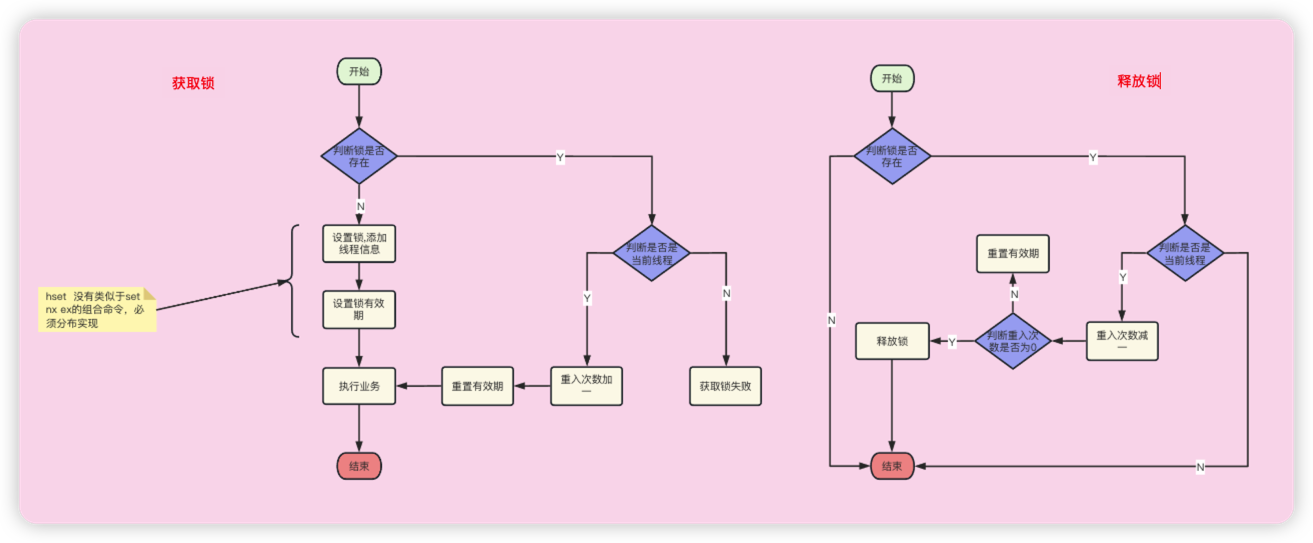 获取锁
开始
判断锁是否
存在
Y
N
设置锁,添加
线程信息
判断是否是
当前线程
hset 没有类似于set
nx ex的组合命令，必
须分布实现
设置锁有效
期
Y
N
执行业务
重置有效期
重入次数加
一
获取锁失败
结束
释放锁
开始
判断锁是否
存在
Y
N
判断是否是
当前线程
重置有效期
Y
N
释放锁
Y
判断重入次
数是否为0
重入次数减
一
结束
N